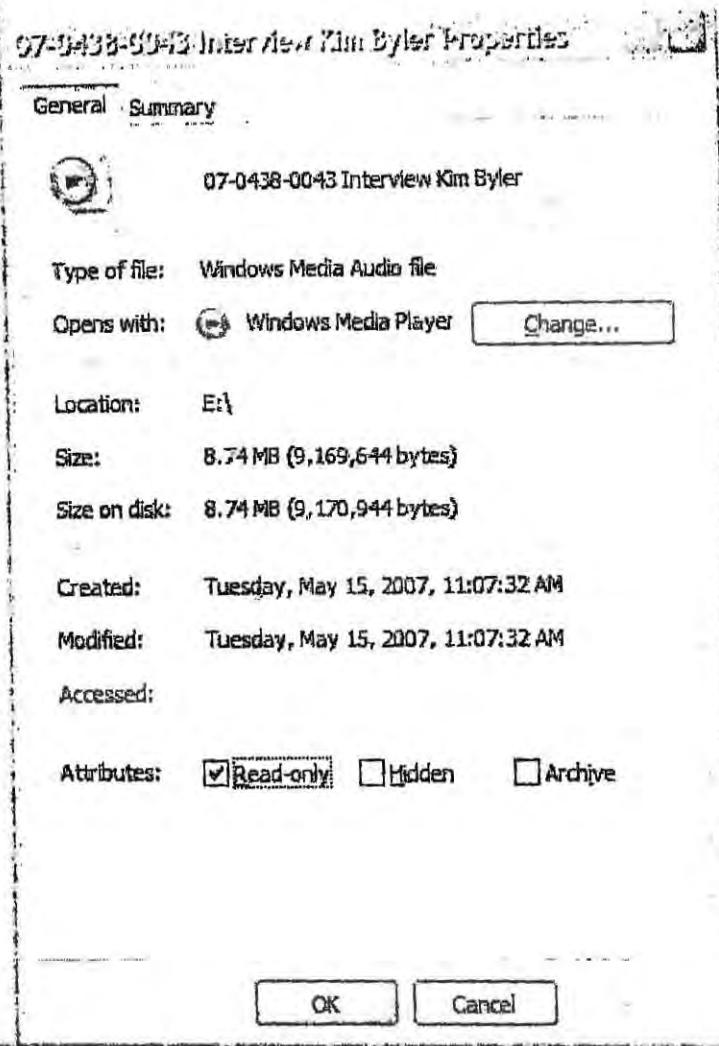 07-0438-0043 Interview Kim Byler Properties
General Summary
07-0438-0043 Interview Kim Byler
Type of file: Windows Media Audio file
Opens with: Windows Media Player Change...
Location: E:\
Size: 8.74 MB (9,169,644 bytes)
Size on disk: 8.74 MB (9,170,944 bytes)
Created: Tuesday, May 15, 2007, 11:07:32 AM
Modified: Tuesday, May 15, 2007, 11:07:32 AM
Accessed:
Attributes: Read-only Hidden Archive
OK Cancel